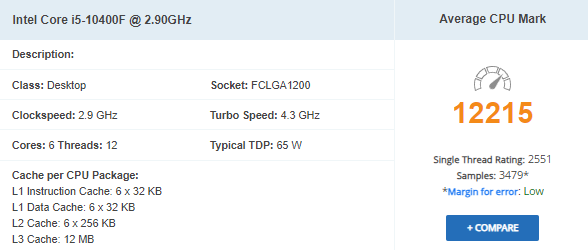 Intel Core i5-10400F @ 2.90GHz
Average CPU Mark
Description:
Class: Desktop
Socket: FCLGA1200
Clockspeed: 2.9 GHz
Turbo Speed: 4.3 GHz
Cores: 6 Threads: 12
Typical TDP: 65 W
Cache per CPU Package:
L1 Instruction Cache: 6 x 32 KB
L1 Data Cache: 6 x 32 KB
L2 Cache: 6 x 256 KB
L3 Cache: 12 MB
12215
Single Thread Rating: 2551
Samples: 3479*
*Margin for error: Low
+ COMPARE